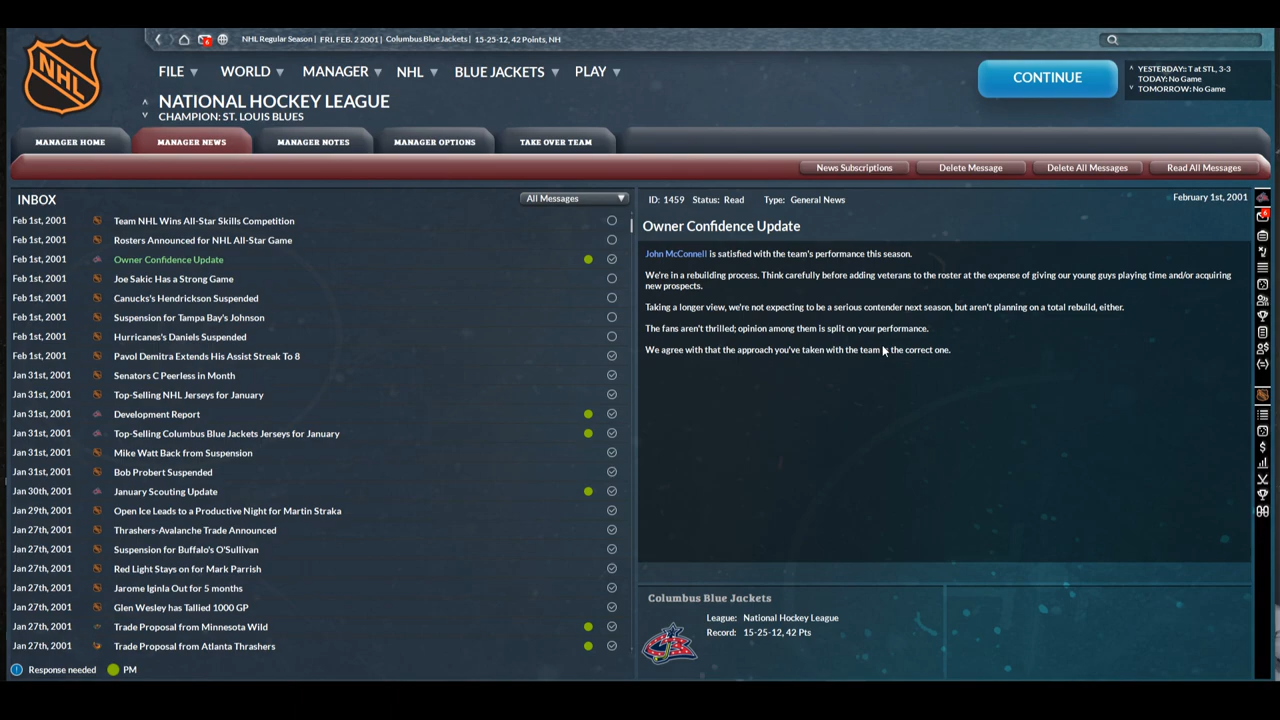 NHL
NHL Regular Season | FRI. FEB. 2 2001 | Columbus Blue Jackets | 15-25-12, 42 Points, NH
FILE WORLD MANAGER NHL BLUE JACKETS PLAY
CONTINUE
YESTERDAY: T at STL, 3-3
TODAY: No Game
TOMORROW: No Game
NATIONAL HOCKEY LEAGUE
CHAMPION: ST. LOUIS BLUES
MANAGER HOME MANAGER NEWS MANAGER NOTES MANAGER OPTIONS TAKE OVER TEAM
News Subscriptions Delete Message Delete All Messages Read All Messages
INBOX All Messages
Feb 1st, 2001 Team NHL Wins All-Star Skills Competition
Feb 1st, 2001 Rosters Announced for NHL All-Star Game
Feb 1st, 2001 Owner Confidence Update
Feb 1st, 2001 Joe Sakic Has a Strong Game
Feb 1st, 2001 Canucks's Hendrickson Suspended
Feb 1st, 2001 Suspension for Tampa Bay's Johnson
Feb 1st, 2001 Hurricanes's Daniels Suspended
Feb 1st, 2001 Pavol Demitra Extends His Assist Streak To 8
Jan 31st, 2001 Senators C Peerless in Month
Jan 31st, 2001 Top-Selling NHL Jerseys for January
Jan 31st, 2001 Development Report
Jan 31st, 2001 Top-Selling Columbus Blue Jackets Jerseys for January
Jan 31st, 2001 Mike Watt Back from Suspension
Jan 31st, 2001 Bob Probert Suspended
Jan 30th, 2001 January Scouting Update
Jan 29th, 2001 Open Ice Leads to a Productive Night for Martin Straka
Jan 27th, 2001 Thrashers-Avalanche Trade Announced
Jan 27th, 2001 Suspension for Buffalo's O'Sullivan
Jan 27th, 2001 Red Light Stays on for Mark Parrish
Jan 27th, 2001 Jarome Iginla Out for 5 months
Jan 27th, 2001 Glen Wesley has Tallied 1000 GP
Jan 27th, 2001 Trade Proposal from Minnesota Wild
Jan 27th, 2001 Trade Proposal from Atlanta Thrashers
Response needed PM
ID: 1459 Status: Read Type: General News February 1st, 2001
Owner Confidence Update
John McConnell is satisfied with the team's performance this season.
We're in a rebuilding process. Think carefully before adding veterans to the roster at the expense of giving our young guys playing time and/or acquiring
new prospects.
Taking a longer view, we're not expecting to be a serious contender next season, but aren't planning on a total rebuild, either.
The fans aren't thrilled; opinion among them is split on your performance.
We agree with that the approach you've taken with the team is the correct one.
Columbus Blue Jackets
League: National Hockey League
Record: 15-25-12, 42 Pts